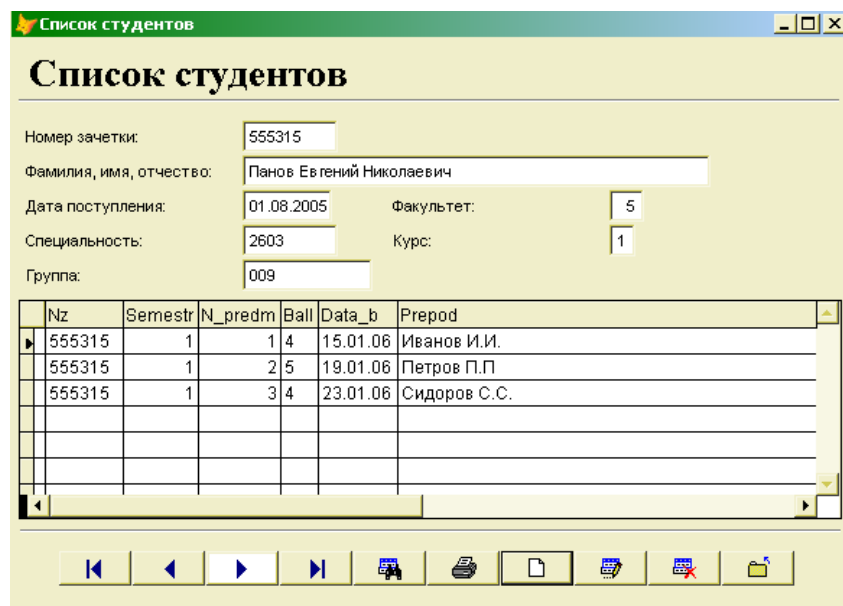 Список студентов
Список студентов
Номер зачетки: 555315
Фамилия, имя, отчество: Панов Евгений Николаевич
Дата поступления: 01.08.2005 Факультет: 5
Специальность: 2603 Курс: 1
Группа: 009
Nz Semestr N_predm Ball Data_b Prepod
555315 1 1 4 15.01.06 Иванов И.И.
555315 1 2 5 19.01.06 Петров П.П
555315 1 3 4 23.01.06 Сидоров С.С.